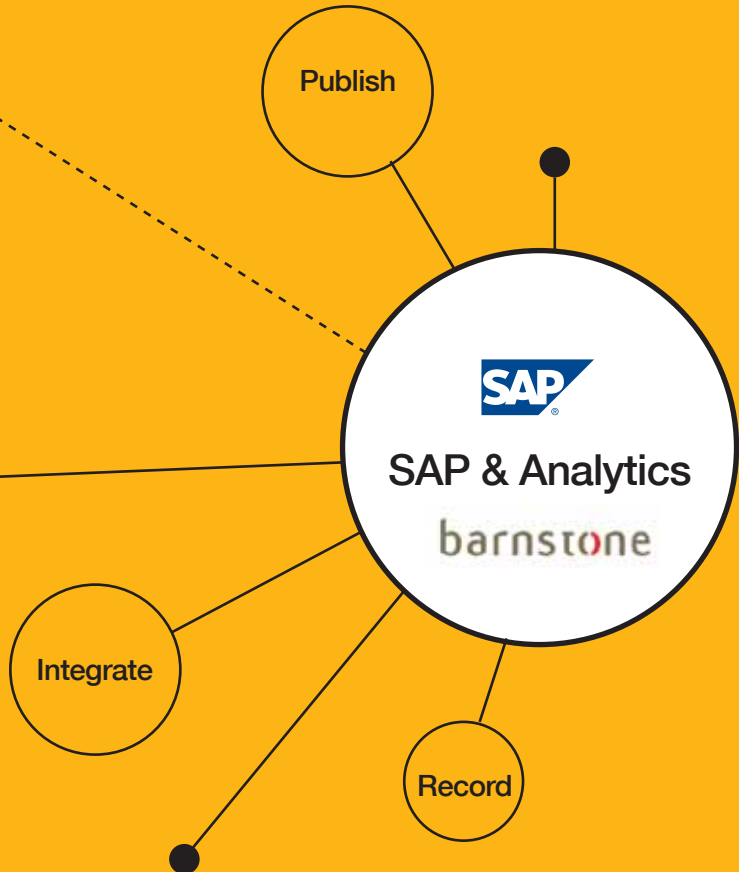 Publish
SAP
®
SAP & Analytics
barnstone
Integrate
Record